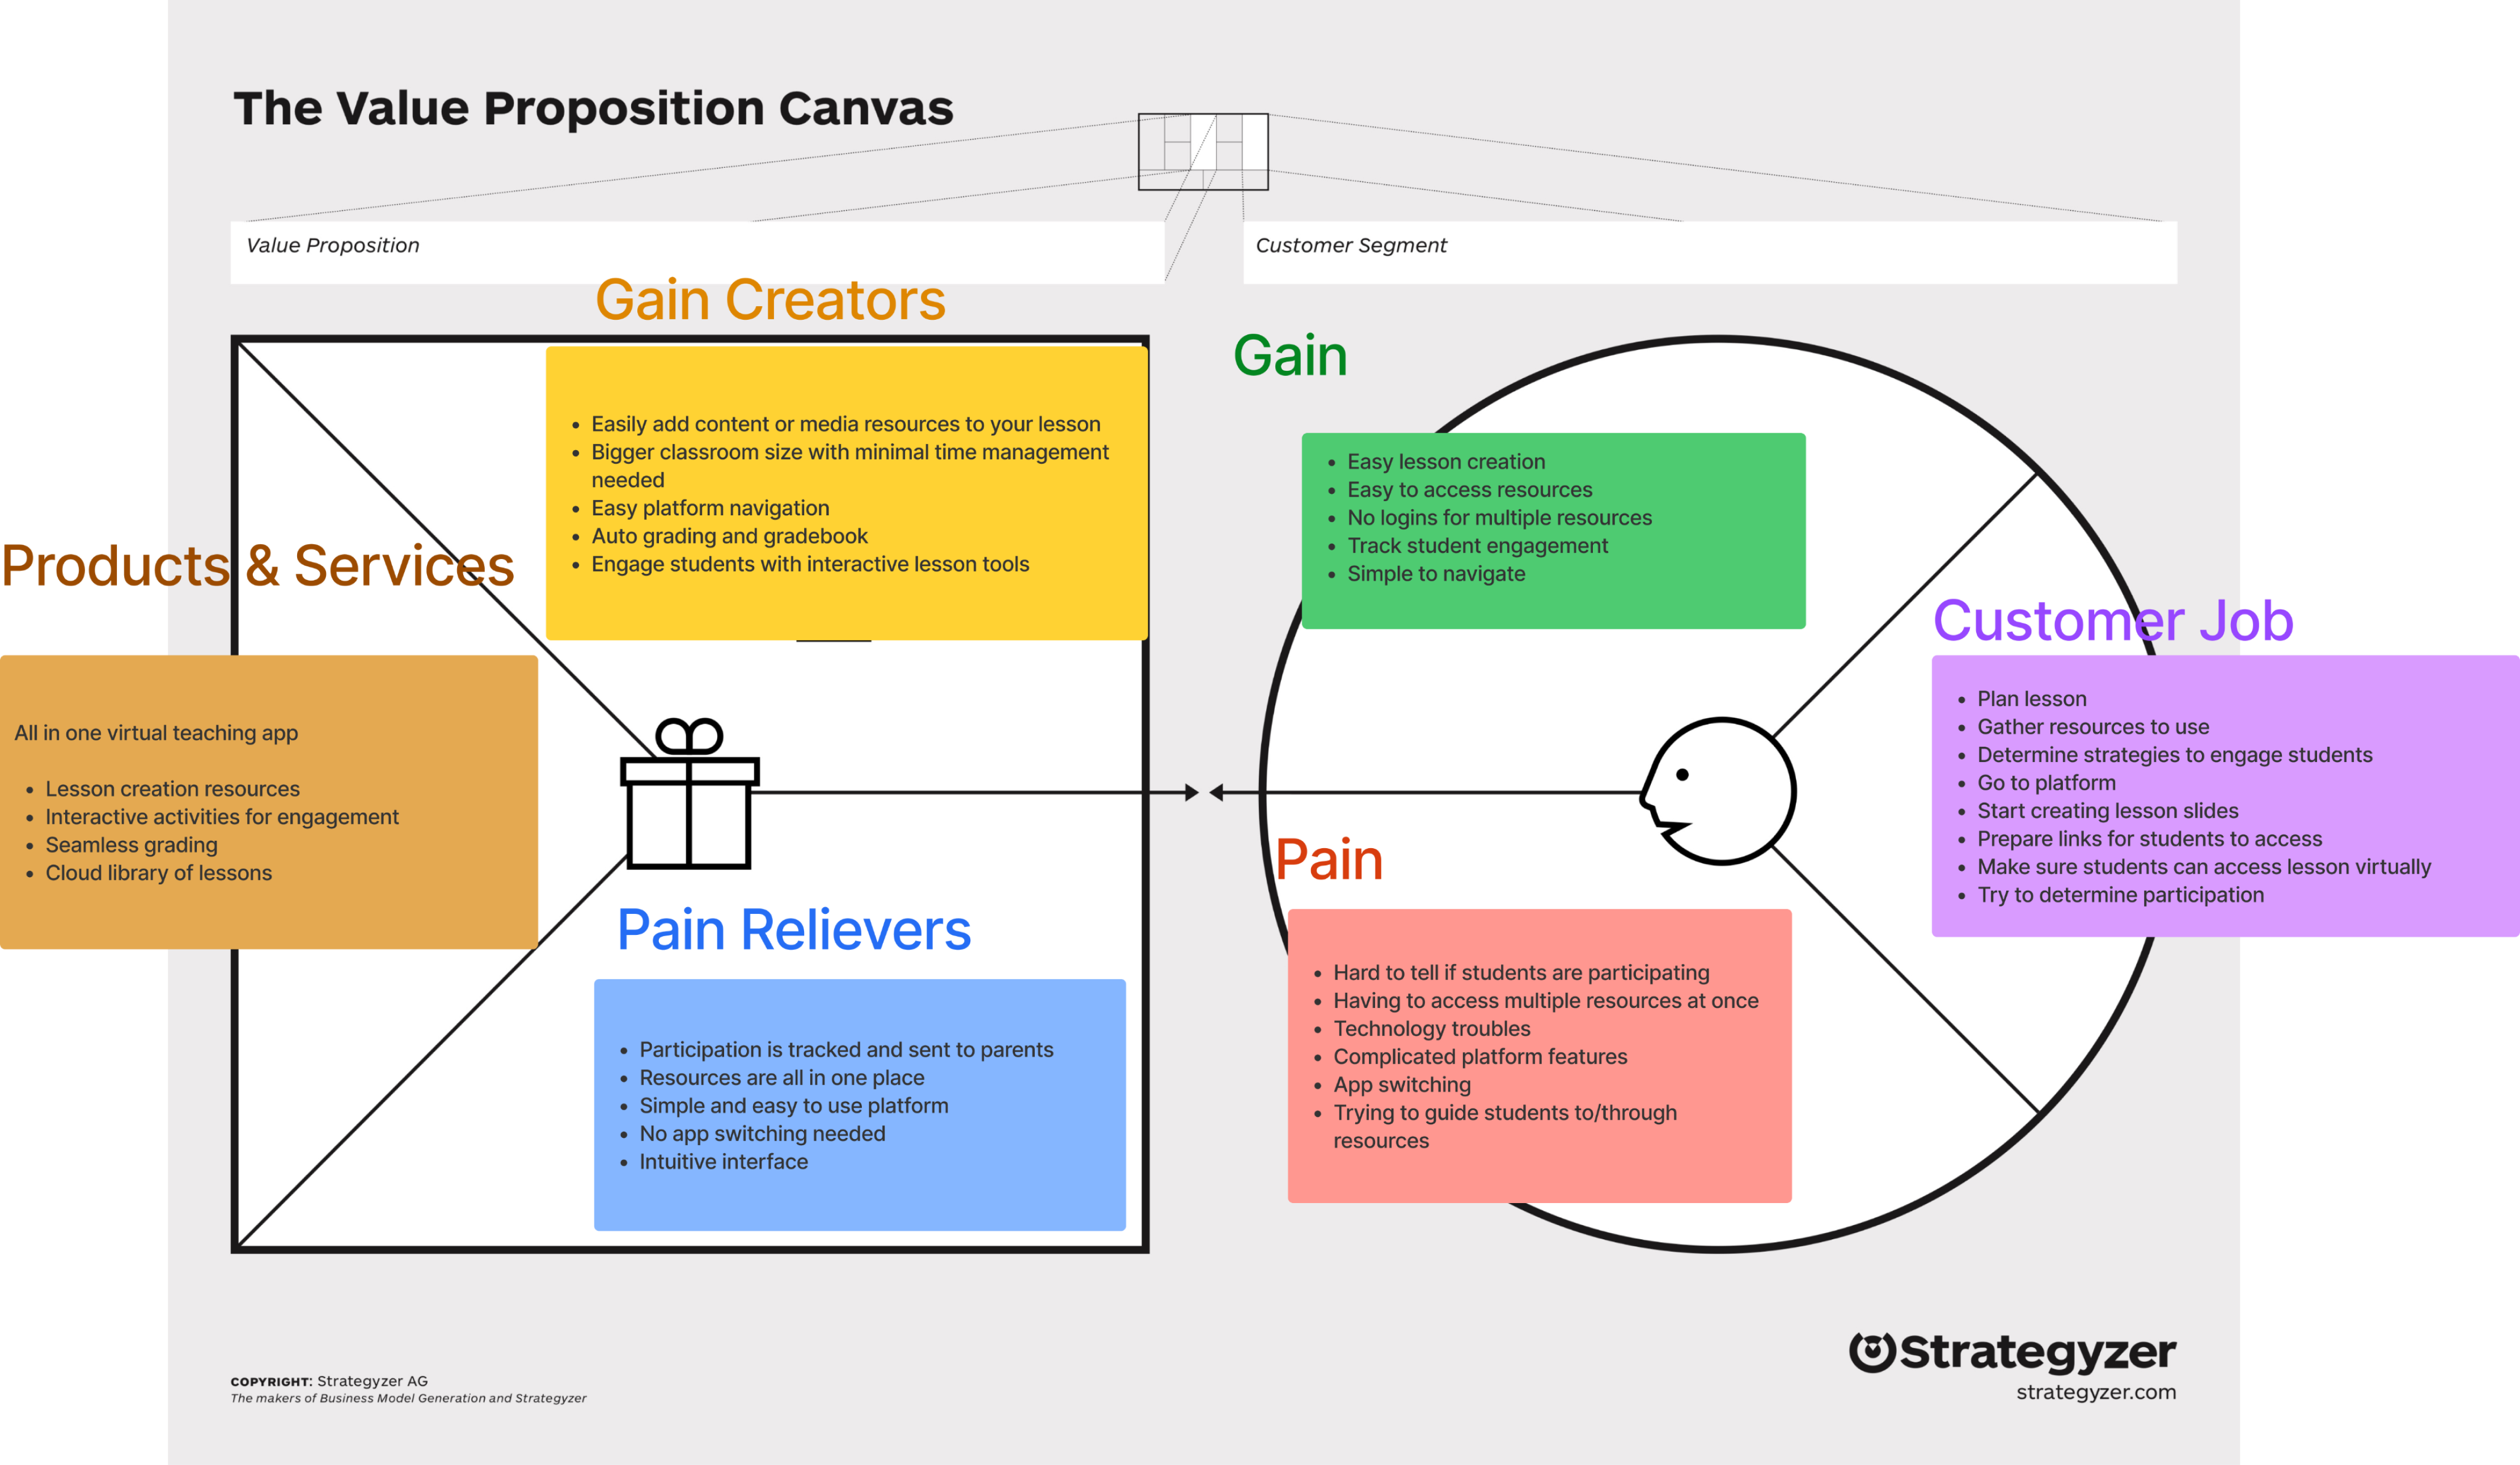 The Value Proposition Canvas
Value Proposition
Customer Segment
Gain Creators
• Easily add content or media resources to your lesson
• Bigger classroom size with minimal time management
needed
• Easy platform navigation
• Auto grading and gradebook
• Engage students with interactive lesson tools
Gain
• Easy lesson creation
• Easy to access resources
• No logins for multiple resources
• Track student engagement
• Simple to navigate
Products & Services
All in one virtual teaching app
• Lesson creation resources
• Interactive activities for engagement
• Seamless grading
• Cloud library of lessons
Customer Job
• Plan lesson
• Gather resources to use
• Determine strategies to engage students
• Go to platform
• Start creating lesson slides
• Prepare links for students to access
• Make sure students can access lesson virtually
• Try to determine participation
Pain Relievers
• Participation is tracked and sent to parents
• Resources are all in one place
• Simple and easy to use platform
• No app switching needed
• Intuitive interface
Pain
• Hard to tell if students are participating
• Having to access multiple resources at once
• Technology troubles
• Complicated platform features
• App switching
• Trying to guide students to/through
resources
COPYRIGHT: Strategyzer AG
The makers of Business Model Generation and Strategyzer
Strategyzer
strategyzer.com